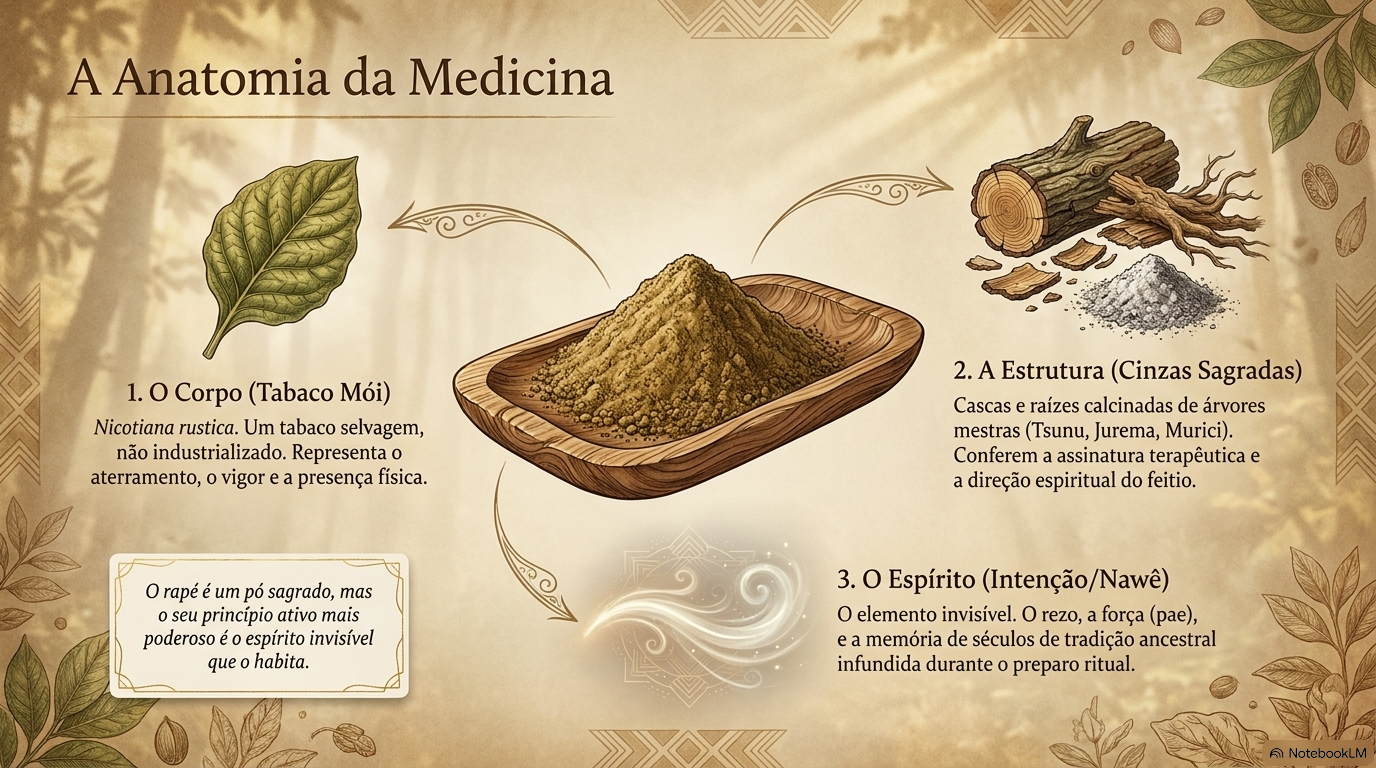 A Anatomia da Medicina
1. O Corpo (Tabaco Mói)
Nicotiana rustica. Um tabaco selvagem,
não industrializado. Representa o
aterramento, o vigor e a presença física.
2. A Estrutura (Cinzas Sagradas)
Cascas e raízes calcinadas de árvores
mestras (Tsunu, Jurema, Murici).
Conferem a assinatura terapêutica e
a direção espiritual do feitio.
3. O Espírito (Intenção/Nawê)
O elemento invisível. O rezo, a força (pae),
e a memória de séculos de tradição ancestral
infundida durante o preparo ritual.
O rapé é um pó sagrado, mas
o seu princípio ativo mais
poderoso é o espírito invisível
que o habita.
NotebookLM